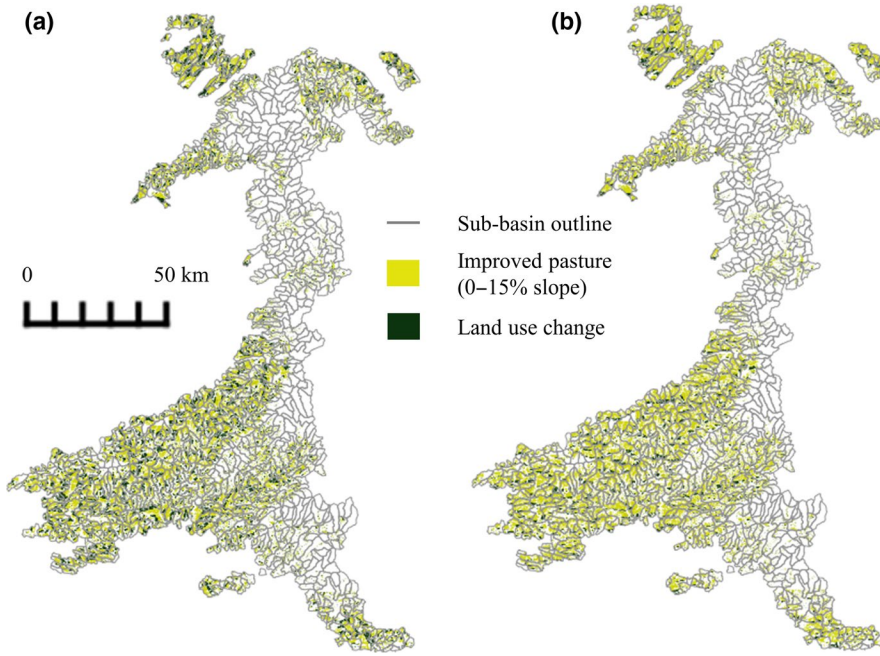 (a)
(b)
Sub-basin outline
0 50 km
Improved pasture
(0–15% slope)
Land use change